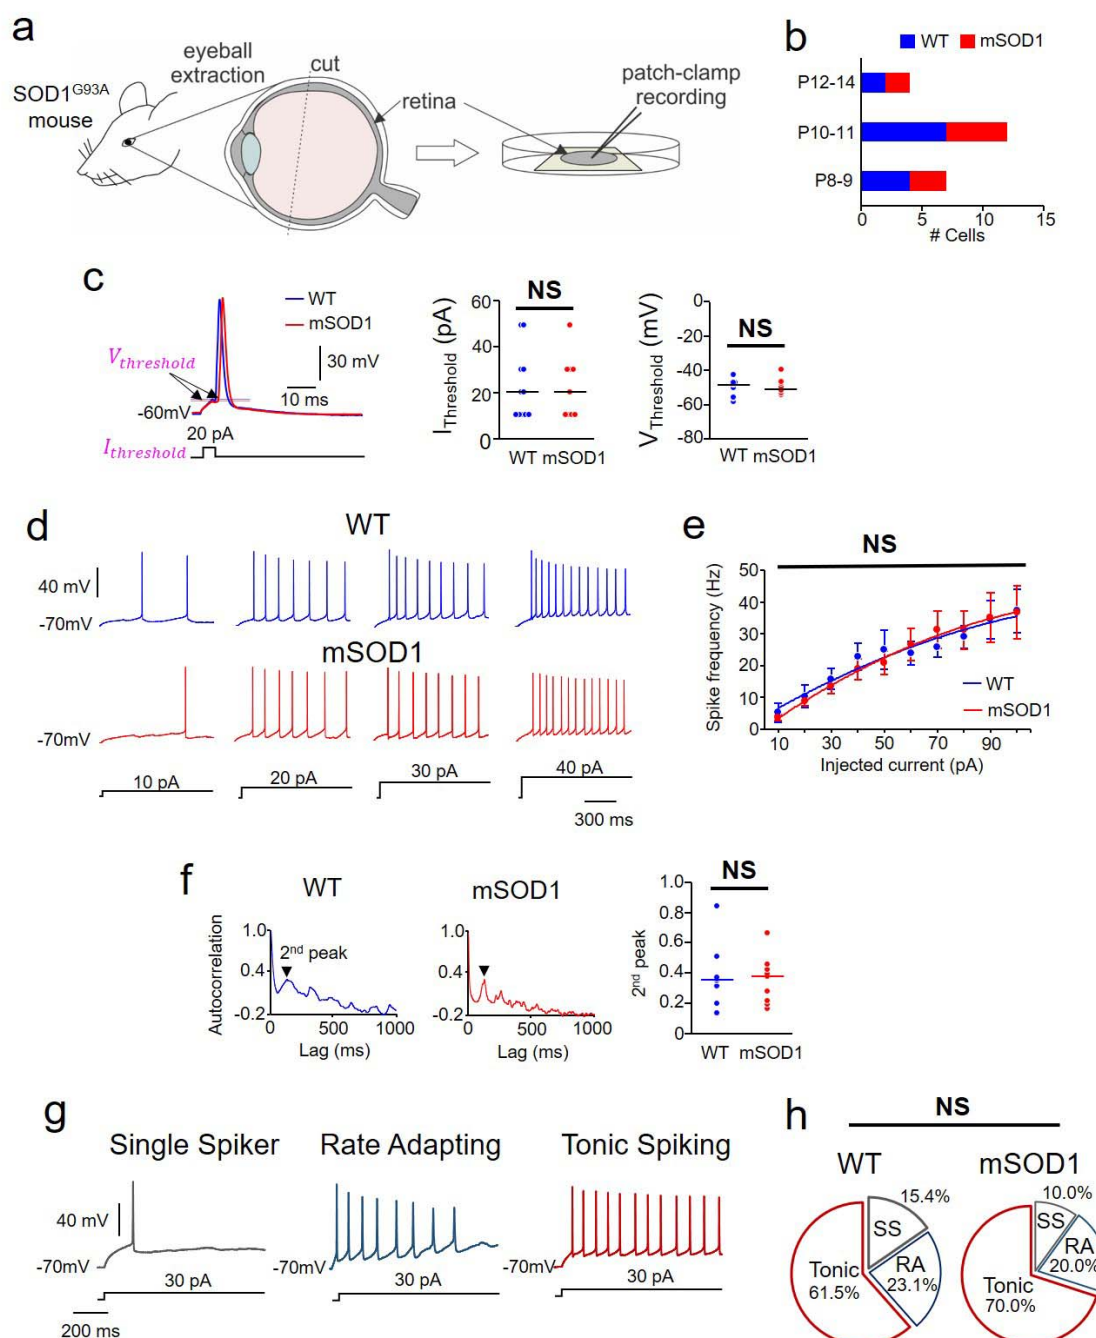 a
eyeball
extraction
cut
SOD1G93A
mouse
retina
patch-clamp
recording
b
WT mSOD1
P12-14
P10-11
P8-9
0 5 10 15
# Cells
c
WT
mSOD1
Vthreshold
30 mV
10 ms
-60mV
20 pA
Ithreshold
NS
IThreshold (pA)
60
40
20
0
WT mSOD1
NS
VThreshold (mV)
0
-20
-40
-60
-80
WT mSOD1
d
WT
40 mV
-70mV
mSOD1
-70mV
10 pA
20 pA
30 pA
40 pA
300 ms
e
NS
Spike frequency (Hz)
50
40
30
20
10
0
WT
mSOD1
10 30 50 70 90
Injected current (pA)
f
WT
Autocorrelation
1.0
0.4
-0.2
2nd peak
0 500 1000
Lag (ms)
mSOD1
1.0
0.4
-0.2
0 500 1000
Lag (ms)
NS
2nd peak
1.0
0.8
0.6
0.4
0.2
0
WT mSOD1
g
Single Spiker
Rate Adapting
Tonic Spiking
40 mV
-70mV
30 pA
200 ms
-70mV
30 pA
-70mV
30 pA
h
NS
WT
15.4%
SS
RA
23.1%
Tonic
61.5%
mSOD1
10.0%
SS
RA
20.0%
Tonic
70.0%